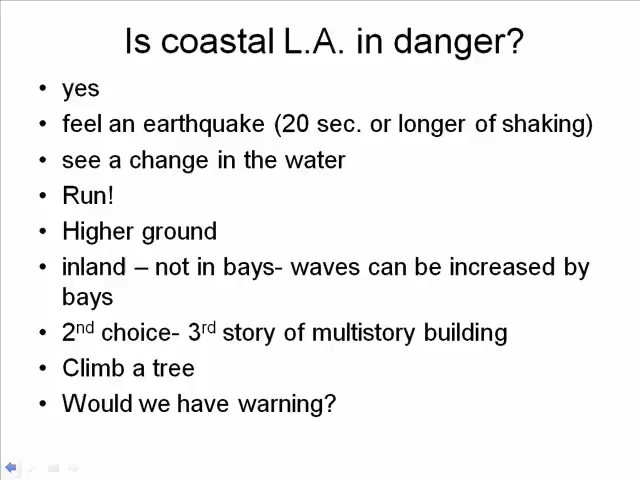 Is coastal L.A. in danger?
• yes
• feel an earthquake (20 sec. or longer of shaking)
• see a change in the water
• Run!
• Higher ground
• inland – not in bays- waves can be increased by
bays
• 2nd choice- 3rd story of multistory building
• Climb a tree
• Would we have warning?